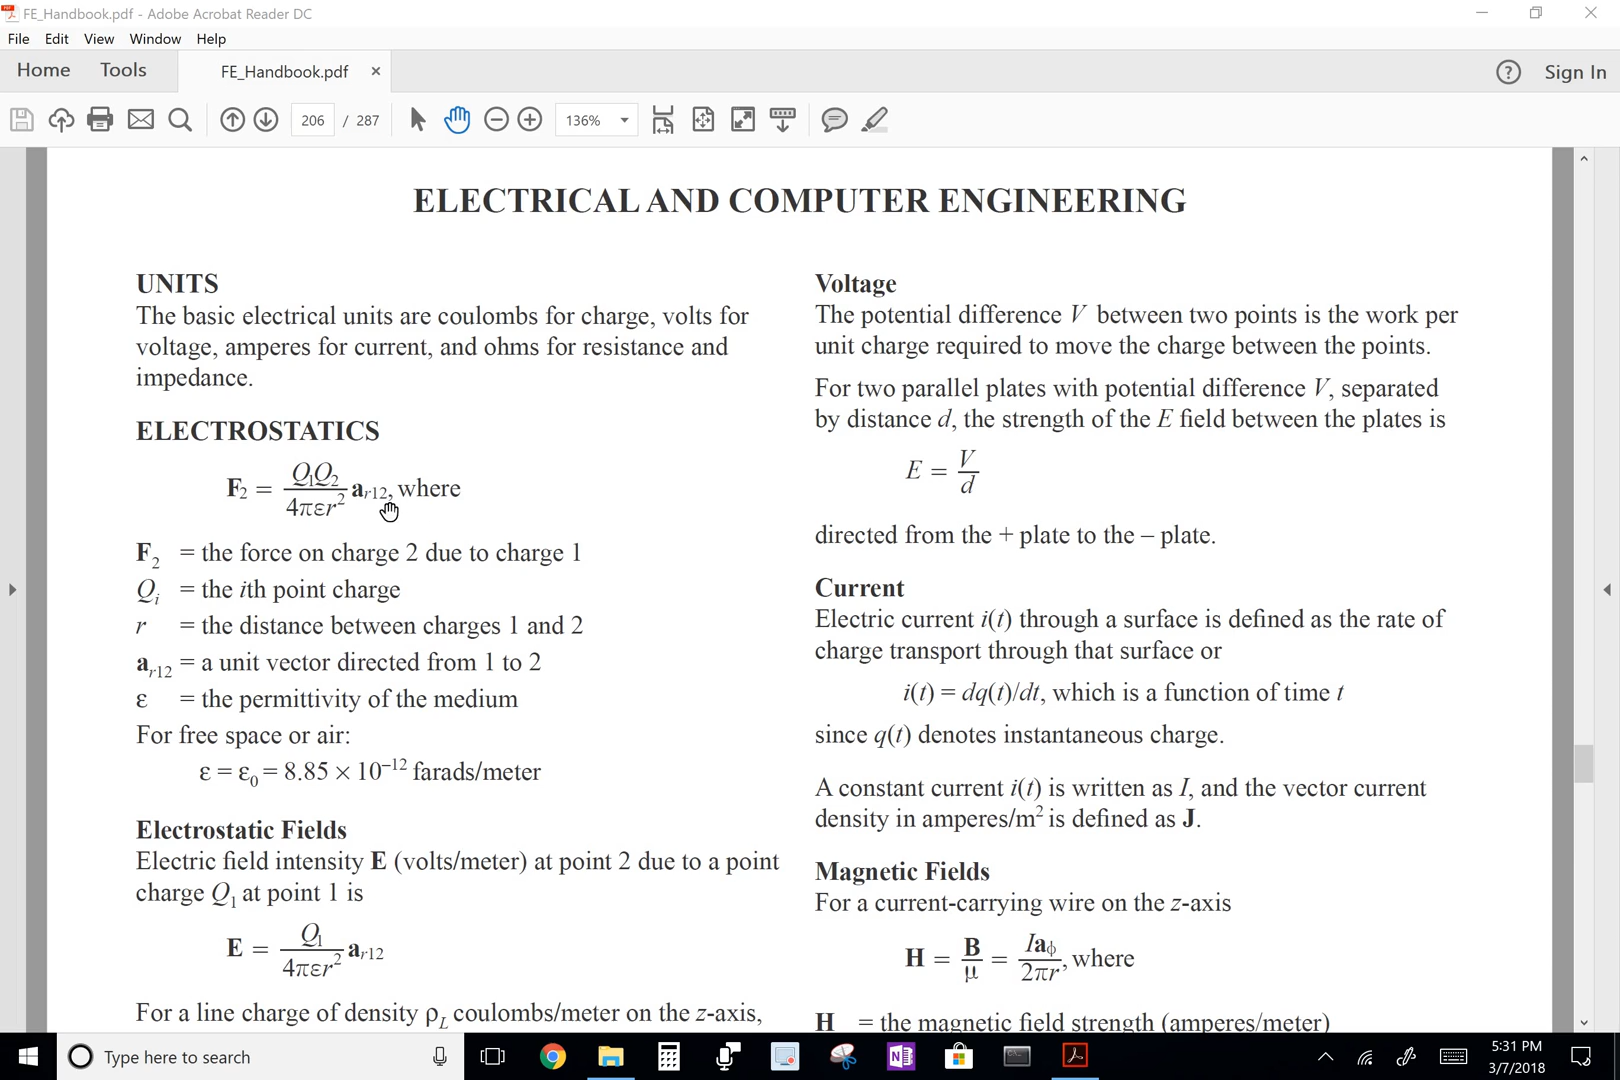 FE_Handbook.pdf - Adobe Acrobat Reader DC
File Edit View Window Help
Home Tools FE_Handbook.pdf × ? Sign In
206 / 287 136%
ELECTRICAL AND COMPUTER ENGINEERING
UNITS
The basic electrical units are coulombs for charge, volts for
voltage, amperes for current, and ohms for resistance and
impedance.
ELECTROSTATICS
F₂ = Q₁Q₂ / 4πεr² a_r12, where
F₂ = the force on charge 2 due to charge 1
Qᵢ = the ith point charge
r = the distance between charges 1 and 2
a_r12 = a unit vector directed from 1 to 2
ε = the permittivity of the medium
For free space or air:
ε = ε₀ = 8.85 × 10⁻¹² farads/meter
Electrostatic Fields
Electric field intensity E (volts/meter) at point 2 due to a point
charge Q₁ at point 1 is
E = Q₁ / 4πεr² a_r12
For a line charge of density ρ_L coulombs/meter on the z-axis,
Voltage
The potential difference V between two points is the work per
unit charge required to move the charge between the points.
For two parallel plates with potential difference V, separated
by distance d, the strength of the E field between the plates is
E = V / d
directed from the + plate to the – plate.
Current
Electric current i(t) through a surface is defined as the rate of
charge transport through that surface or
i(t) = dq(t)/dt, which is a function of time t
since q(t) denotes instantaneous charge.
A constant current i(t) is written as I, and the vector current
density in amperes/m² is defined as J.
Magnetic Fields
For a current-carrying wire on the z-axis
H = B / μ = Ia_ϕ / 2πr, where
H = the magnetic field strength (amperes/meter)
Type here to search
5:31 PM
3/7/2018